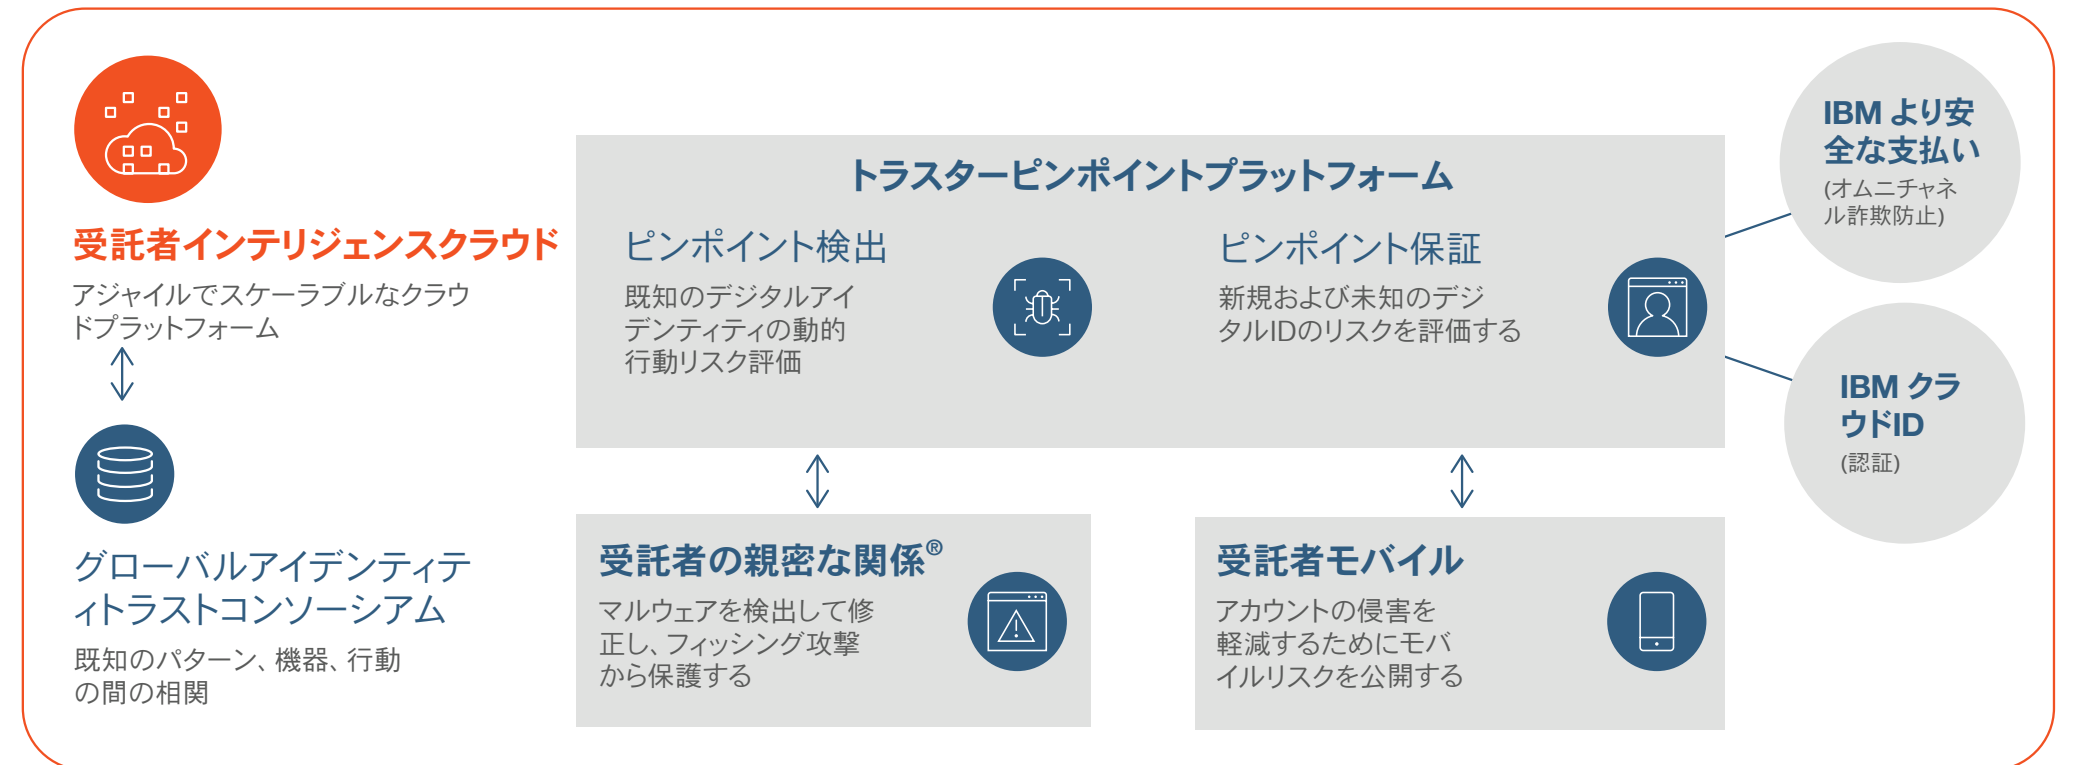 受託者インテリジェンスクラウド
アジャイルでスケーラブルなクラウ
ドプラットフォーム
グローバルアイデンティテ
ィトラストコンソーシアム
既知のパターン、機器、行動
の間の相関
トラスターピンポイントプラットフォーム
ピンポイント検出
既知のデジタルアイ
デンティティの動的
行動リスク評価
ピンポイント保証
新規および未知のデジ
タルIDのリスクを評価する
受託者の親密な関係®
マルウェアを検出して修
正し、フィッシング攻撃
から保護する
受託者モバイル
アカウントの侵害を
軽減するためにモバ
イルリスクを公開する
IBM より安
全な支払い
(オムニチャネ
ル詐欺防止)
IBM クラ
ウドID
(認証)